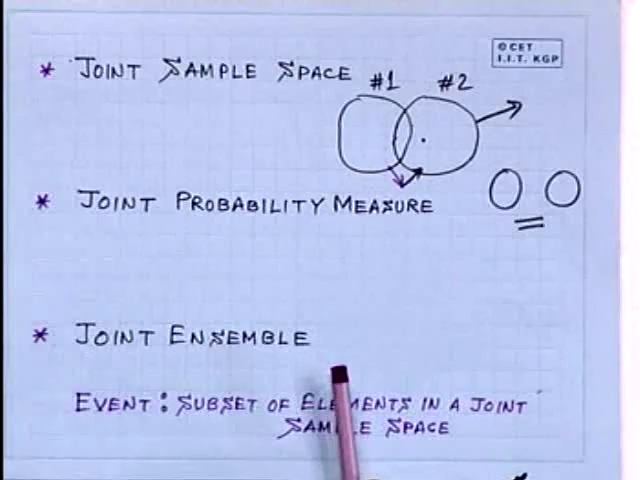 © CET
I.I.T. KGP
* JOINT SAMPLE SPACE
#1 #2
* JOINT PROBABILITY MEASURE
* JOINT ENSEMBLE
EVENT: SUBSET OF ELEMENTS IN A JOINT
SAMPLE SPACE